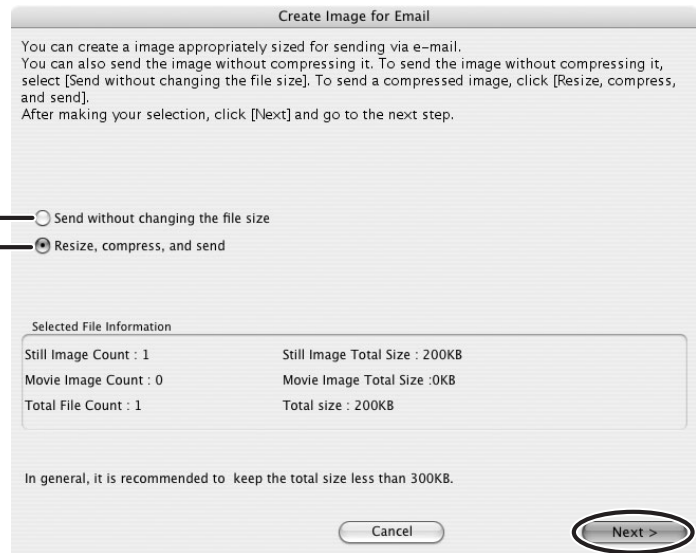 Create Image for Email
You can create a image appropriately sized for sending via e-mail.
You can also send the image without compressing it. To send the image without compressing it,
select [Send without changing the file size]. To send a compressed image, click [Resize, compress,
and send].
After making your selection, click [Next] and go to the next step.
Send without changing the file size
Resize, compress, and send
Selected File Information
Still Image Count : 1 Still Image Total Size : 200KB
Movie Image Count : 0 Movie Image Total Size :0KB
Total File Count : 1 Total size : 200KB
In general, it is recommended to keep the total size less than 300KB.
Cancel Next >